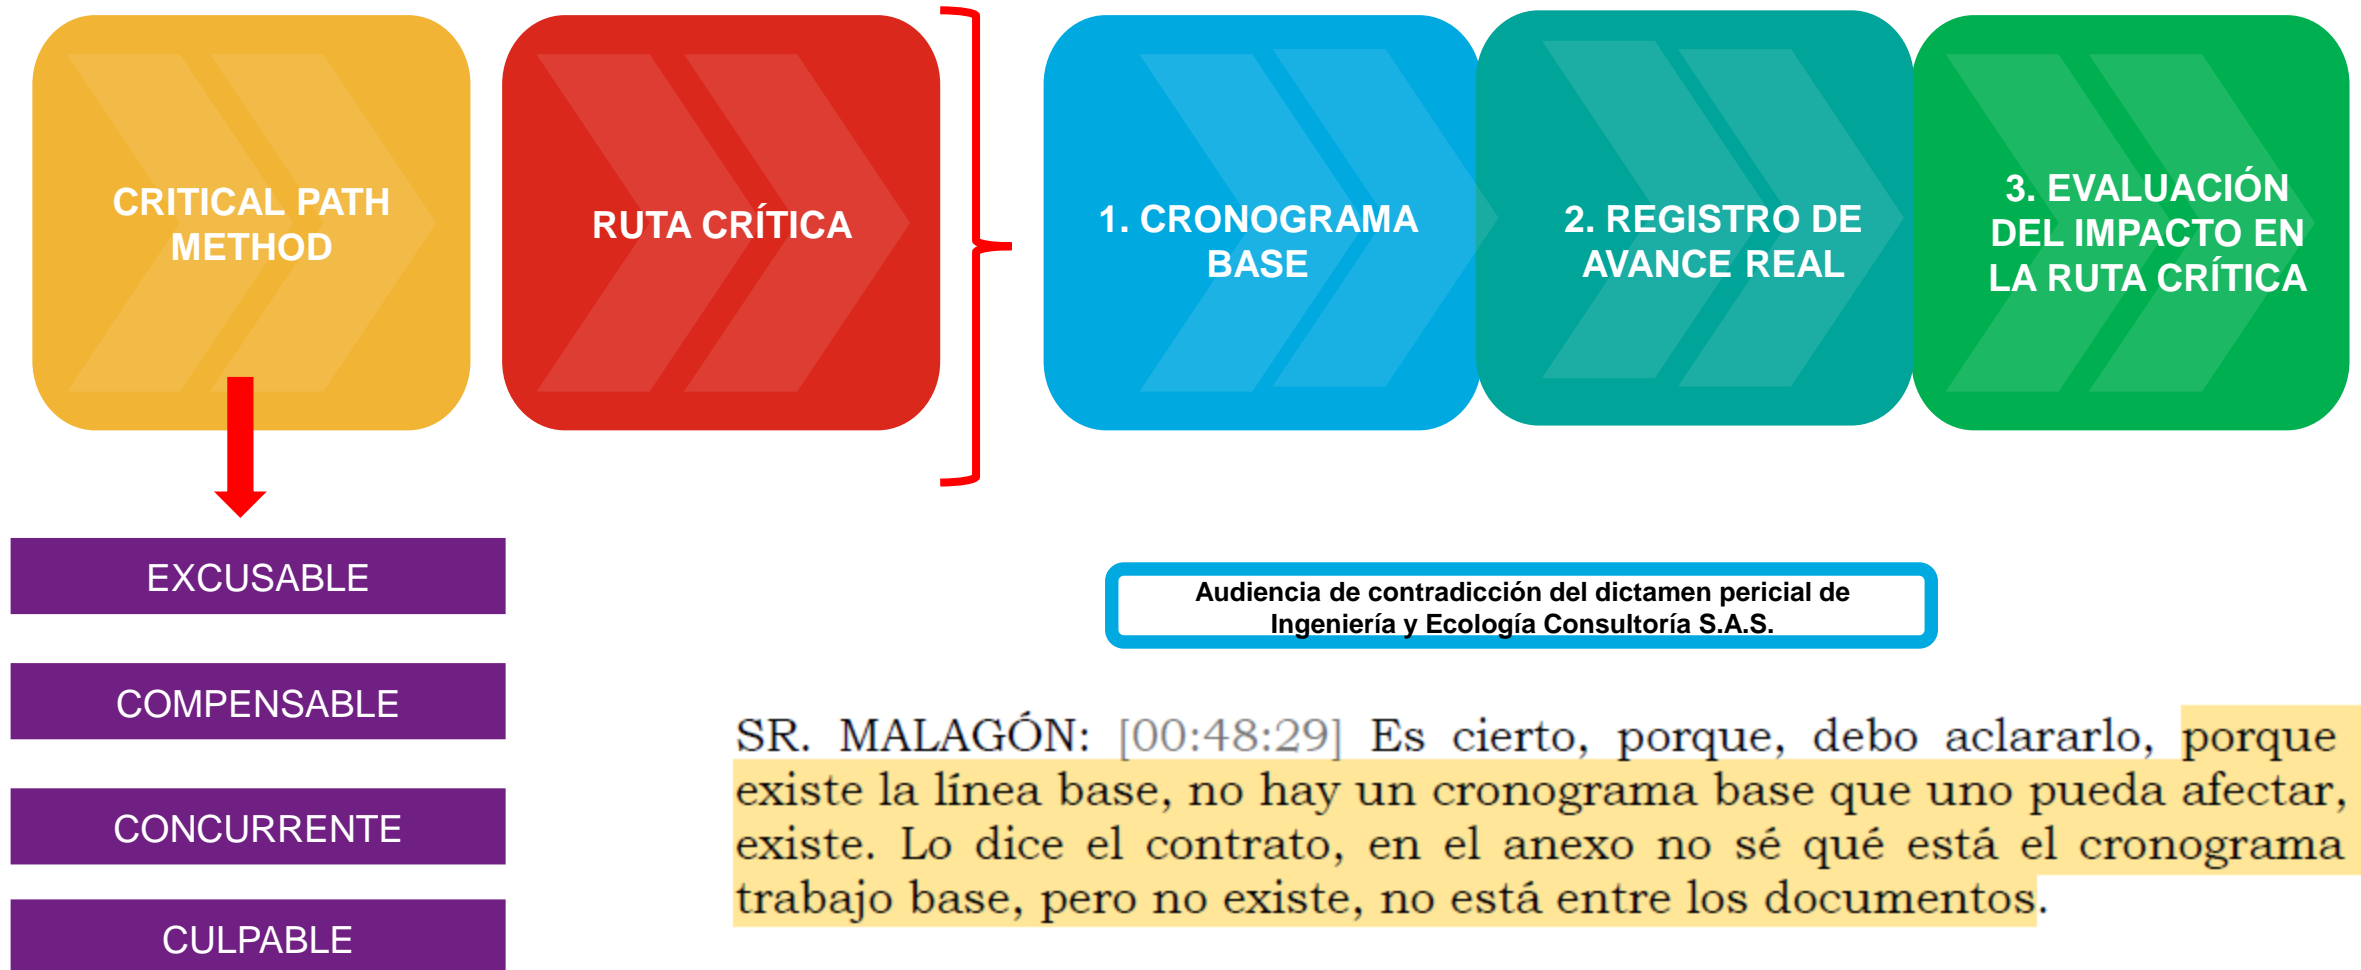 CRITICAL PATH
METHOD
RUTA CRÍTICA
1. CRONOGRAMA
BASE
2. REGISTRO DE
AVANCE REAL
3. EVALUACIÓN
DEL IMPACTO EN
LA RUTA CRÍTICA
EXCUSABLE
COMPENSABLE
CONCURRENTE
CULPABLE
Audiencia de contradicción del dictamen pericial de
Ingeniería y Ecología Consultoría S.A.S.
SR. MALAGÓN: [00:48:29] Es cierto, porque, debo aclararlo, porque
existe la línea base, no hay un cronograma base que uno pueda afectar,
existe. Lo dice el contrato, en el anexo no sé qué está el cronograma
trabajo base, pero no existe, no está entre los documentos.